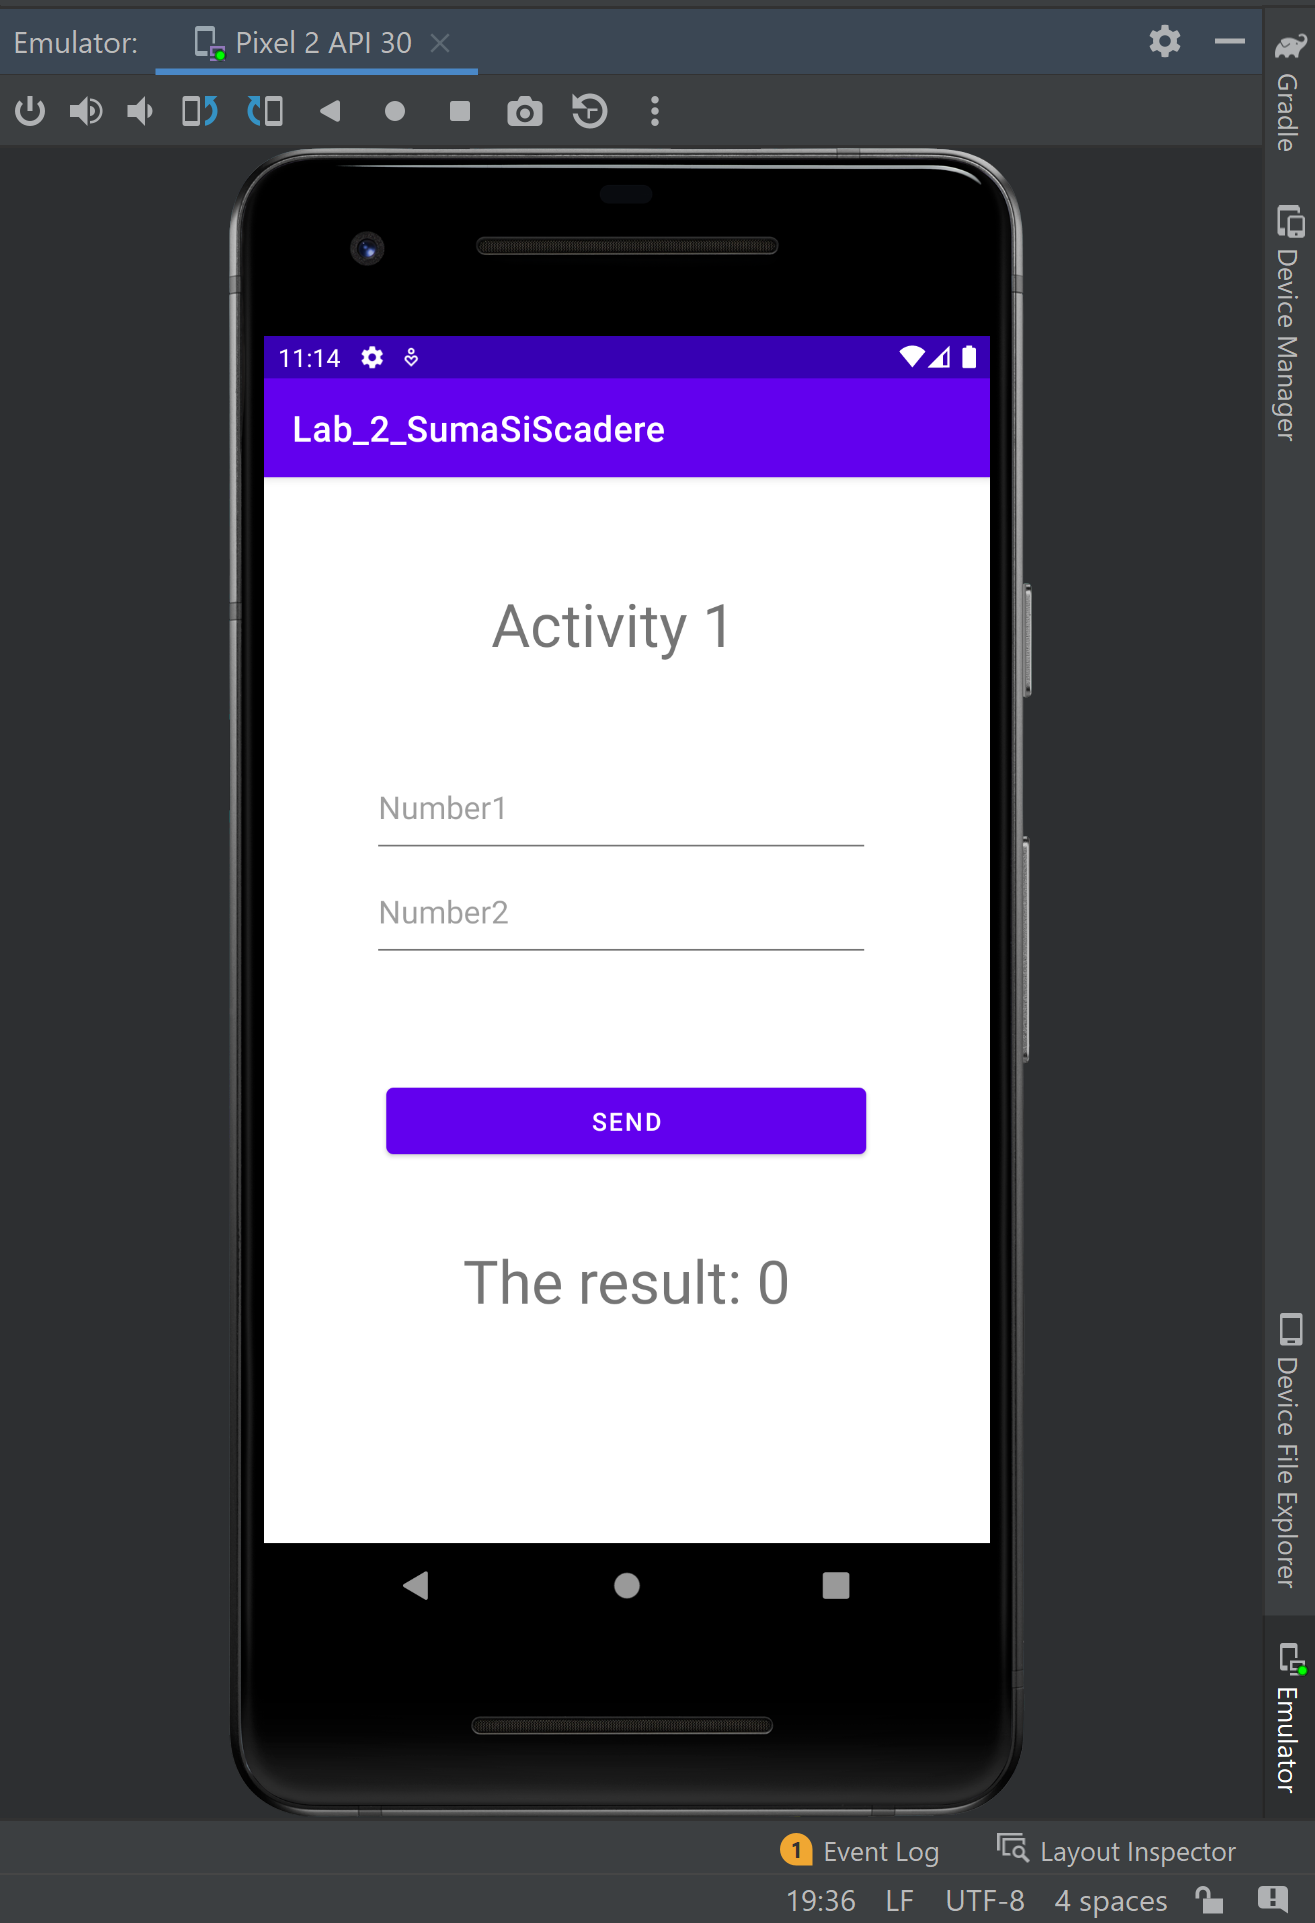 Emulator: Pixel 2 API 30
Gradle
Device Manager
11:14
Lab_2_SumaSiScadere
Activity 1
Number1
Number2
SEND
The result: 0
Device File Explorer
Emulator
1 Event Log Layout Inspector
19:36 LF UTF-8 4 spaces